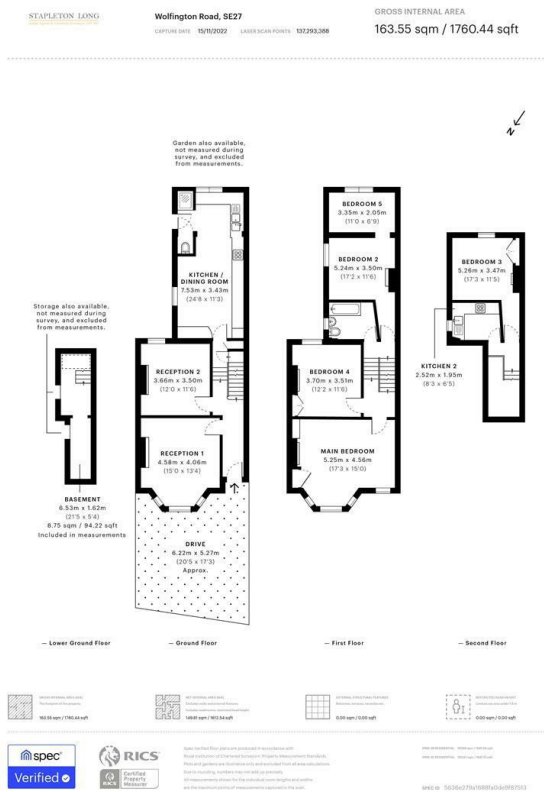 STAPLETON LONG
Wolfington Road, SE27
CAPTURE DATE 15/11/2022 LASER SCAN POINTS 137,293,388
GROSS INTERNAL AREA
163.55 sqm / 1760.44 sqft
N
Garden also available,
not measured during
survey, and excluded
from measurements.
BEDROOM 5
3.35m x 2.05m
(11'0 x 6'9)
BEDROOM 2
5.24m x 3.50m
(17'2 x 11'6)
BEDROOM 3
5.26m x 3.47m
(17'3 x 11'5)
KITCHEN /
DINING ROOM
7.53m x 3.43m
(24'8 x 11'3)
Storage also available,
not measured during
survey, and excluded
from measurements.
KITCHEN 2
2.52m x 1.95m
(8'3 x 6'5)
RECEPTION 2
3.66m x 3.50m
(12'0 x 11'6)
BEDROOM 4
3.70m x 3.51m
(12'2 x 11'6)
RECEPTION 1
4.58m x 4.06m
(15'0 x 13'4)
MAIN BEDROOM
5.25m x 4.56m
(17'3 x 15'0)
BASEMENT
6.53m x 1.62m
(21'5 x 5'4)
8.75 sqm / 94.22 sqft
Included in measurements
DRIVE
6.22m x 5.27m
(20'5 x 17'3)
Approx.
— Lower Ground Floor
— Ground Floor
— First Floor
— Second Floor
163.55 sqm / 1760.44 sqft
0.00 sqm / 0.00 sqft
0.00 sqm / 0.00 sqft
spec
Verified
RICS
RICS
Certified
Property
Measurer
SPEC ID